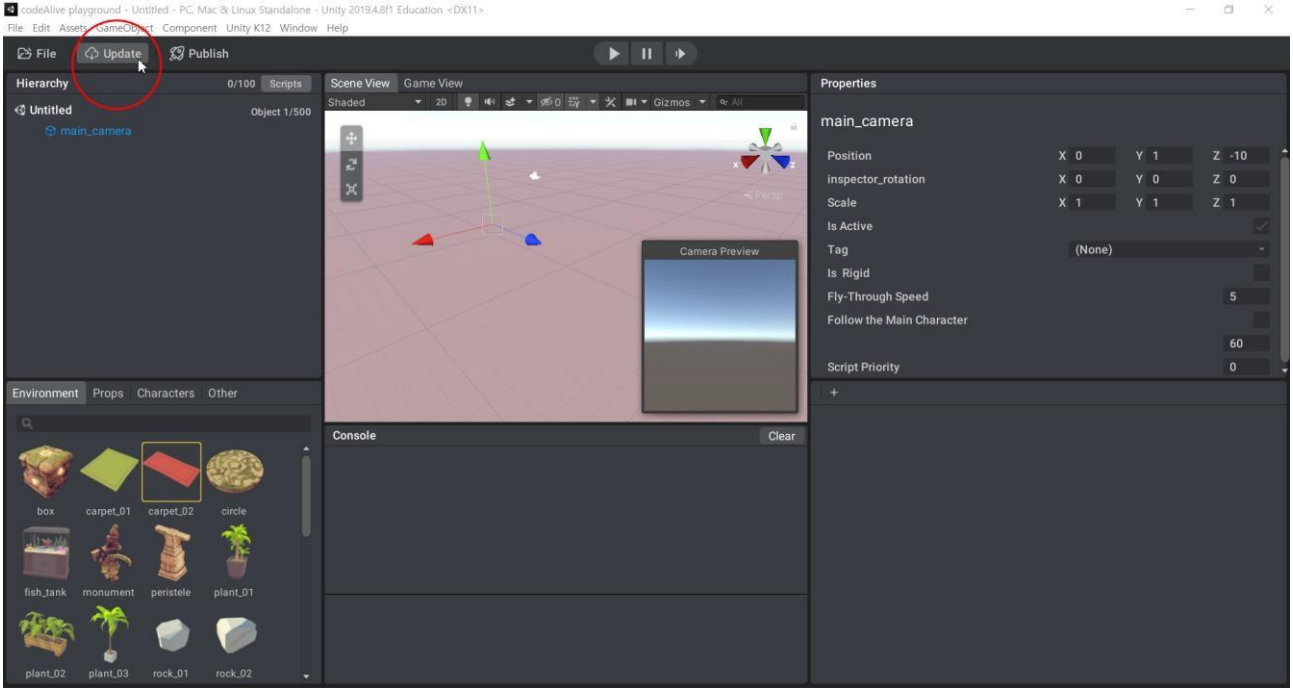 codeAlive playground - Untitled - PC, Mac & Linux Standalone - Unity 2019.4.8f1 Education <DX11>
File Edit Assets GameObject Component Unity K12 Window Help
File Update Publish
Hierarchy 0/100 Scripts
Untitled Object 1/500
main_camera
Scene View Game View
Shaded 2D 0 Gizmos All
x z
Persp
Camera Preview
Properties
main_camera
Position X 0 Y 1 Z -10
inspector_rotation X 0 Y 0 Z 0
Scale X 1 Y 1 Z 1
Is Active
Tag (None)
Is Rigid
Fly-Through Speed 5
Follow the Main Character
60
Script Priority 0
+
Environment Props Characters Other
box carpet_01 carpet_02 circle
fish_tank monument peristele plant_01
plant_02 plant_03 rock_01 rock_02
Console Clear